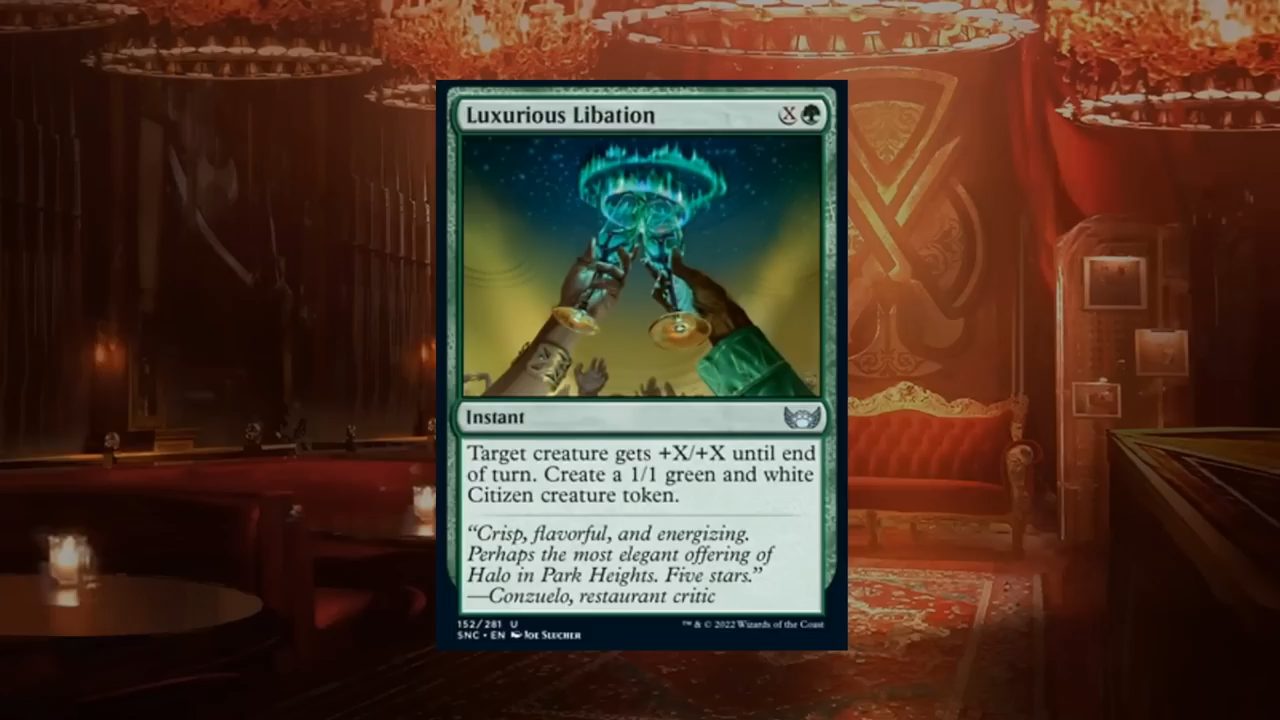 Luxurious Libation X
Instant
Target creature gets +X/+X until end
of turn. Create a 1/1 green and white
Citizen creature token.
“Crisp, flavorful, and energizing.
Perhaps the most elegant offering of
Halo in Park Heights. Five stars.”
—Conzuelo, restaurant critic
152/281 U
SNC • EN Joe Slucher
™ & © 2022 Wizards of the Coast